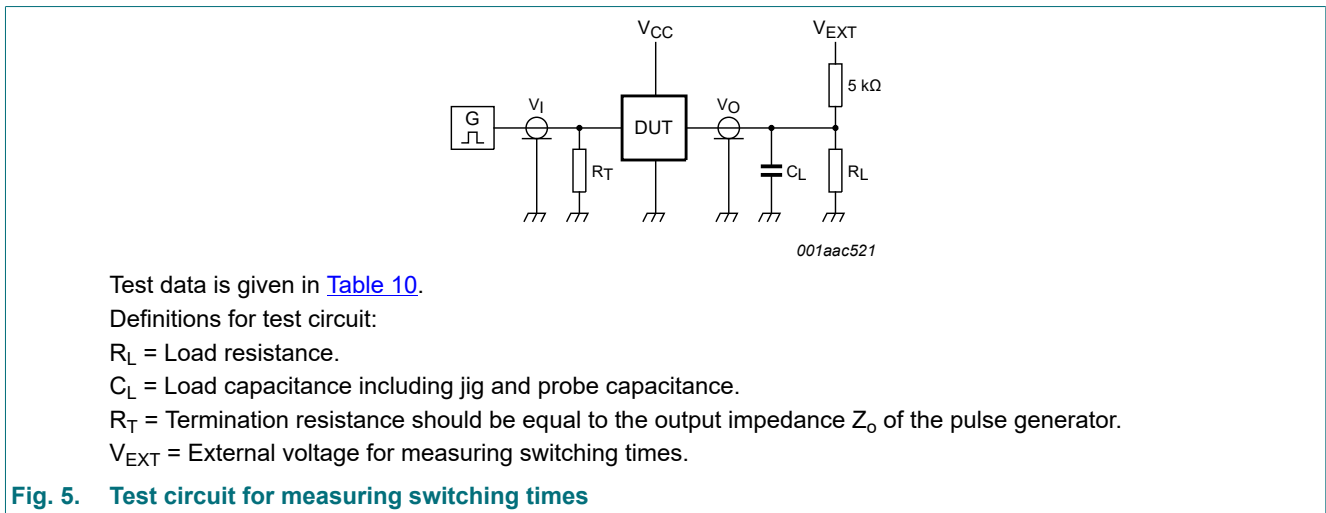 VCC
VEXT
5 kΩ
G
VI
DUT
VO
RT
CL
RL
001aac521
Test data is given in Table 10.
Definitions for test circuit:
RL = Load resistance.
CL = Load capacitance including jig and probe capacitance.
RT = Termination resistance should be equal to the output impedance Zo of the pulse generator.
VEXT = External voltage for measuring switching times.
Fig. 5. Test circuit for measuring switching times